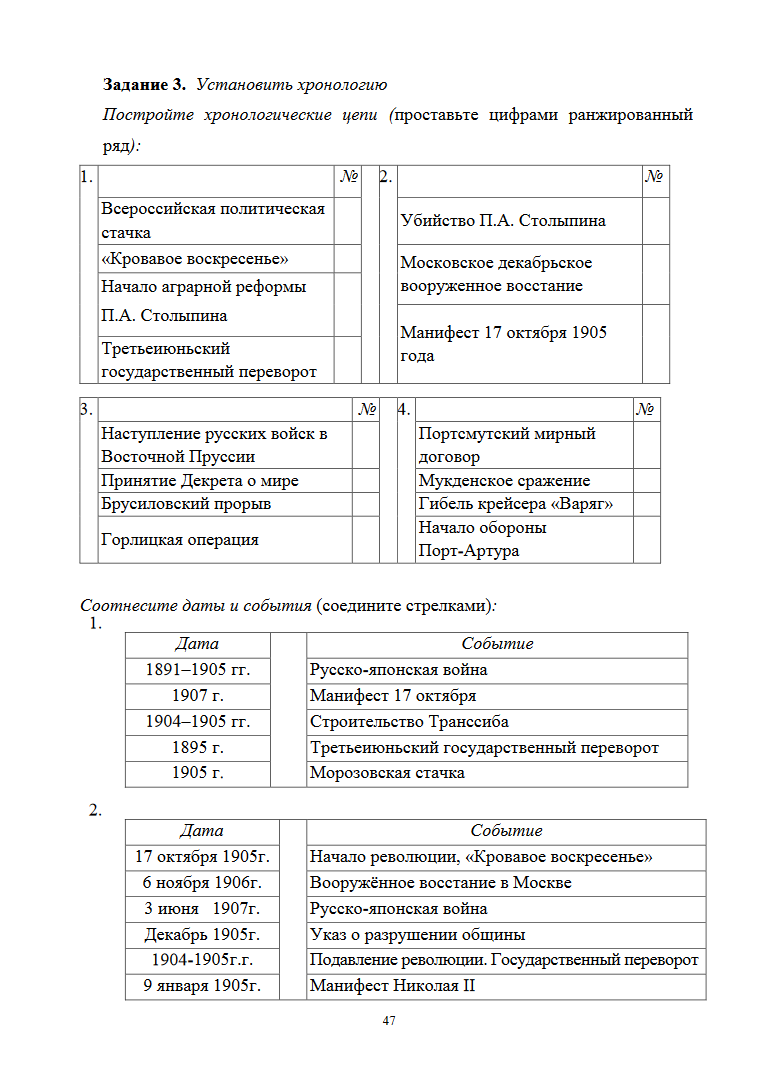 Задание 3. Установить хронологию
Постройте хронологические цепи (проставьте цифрами ранжированный
ряд):
1. №
Всероссийская политическая
стачка
«Кровавое воскресенье»
Начало аграрной реформы
П.А. Столыпина
Третьеиюньский
государственный переворот
2. №
Убийство П.А. Столыпина
Московское декабрьское
вооруженное восстание
Манифест 17 октября 1905
года
3. №
Наступление русских войск в
Восточной Пруссии
Принятие Декрета о мире
Брусиловский прорыв
Горлицкая операция
4. №
Портсмутский мирный
договор
Мукденское сражение
Гибель крейсера «Варяг»
Начало обороны
Порт-Артура
Соотнесите даты и события (соедините стрелками):
1.
Дата Событие
1891–1905 гг. Русско-японская война
1907 г. Манифест 17 октября
1904–1905 гг. Строительство Транссиба
1895 г. Третьеиюньский государственный переворот
1905 г. Морозовская стачка
2.
Дата Событие
17 октября 1905г. Начало революции, «Кровавое воскресенье»
6 ноября 1906г. Вооружённое восстание в Москве
3 июня 1907г. Русско-японская война
Декабрь 1905г. Указ о разрушении общины
1904-1905г.г. Подавление революции. Государственный переворот
9 января 1905г. Манифест Николая II
47